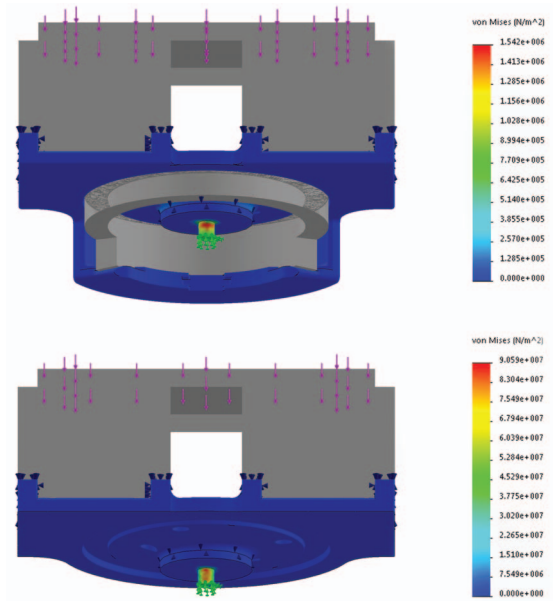 von Mises (N/m^2)
1.542e+006
1.413e+006
1.285e+006
1.156e+006
1.028e+006
8.994e+005
7.709e+005
6.425e+005
5.140e+005
3.855e+005
2.570e+005
1.285e+005
0.000e+000
von Mises (N/m^2)
9.059e+007
8.304e+007
7.549e+007
6.794e+007
6.039e+007
5.284e+007
4.529e+007
3.775e+007
3.020e+007
2.265e+007
1.510e+007
7.549e+006
0.000e+000